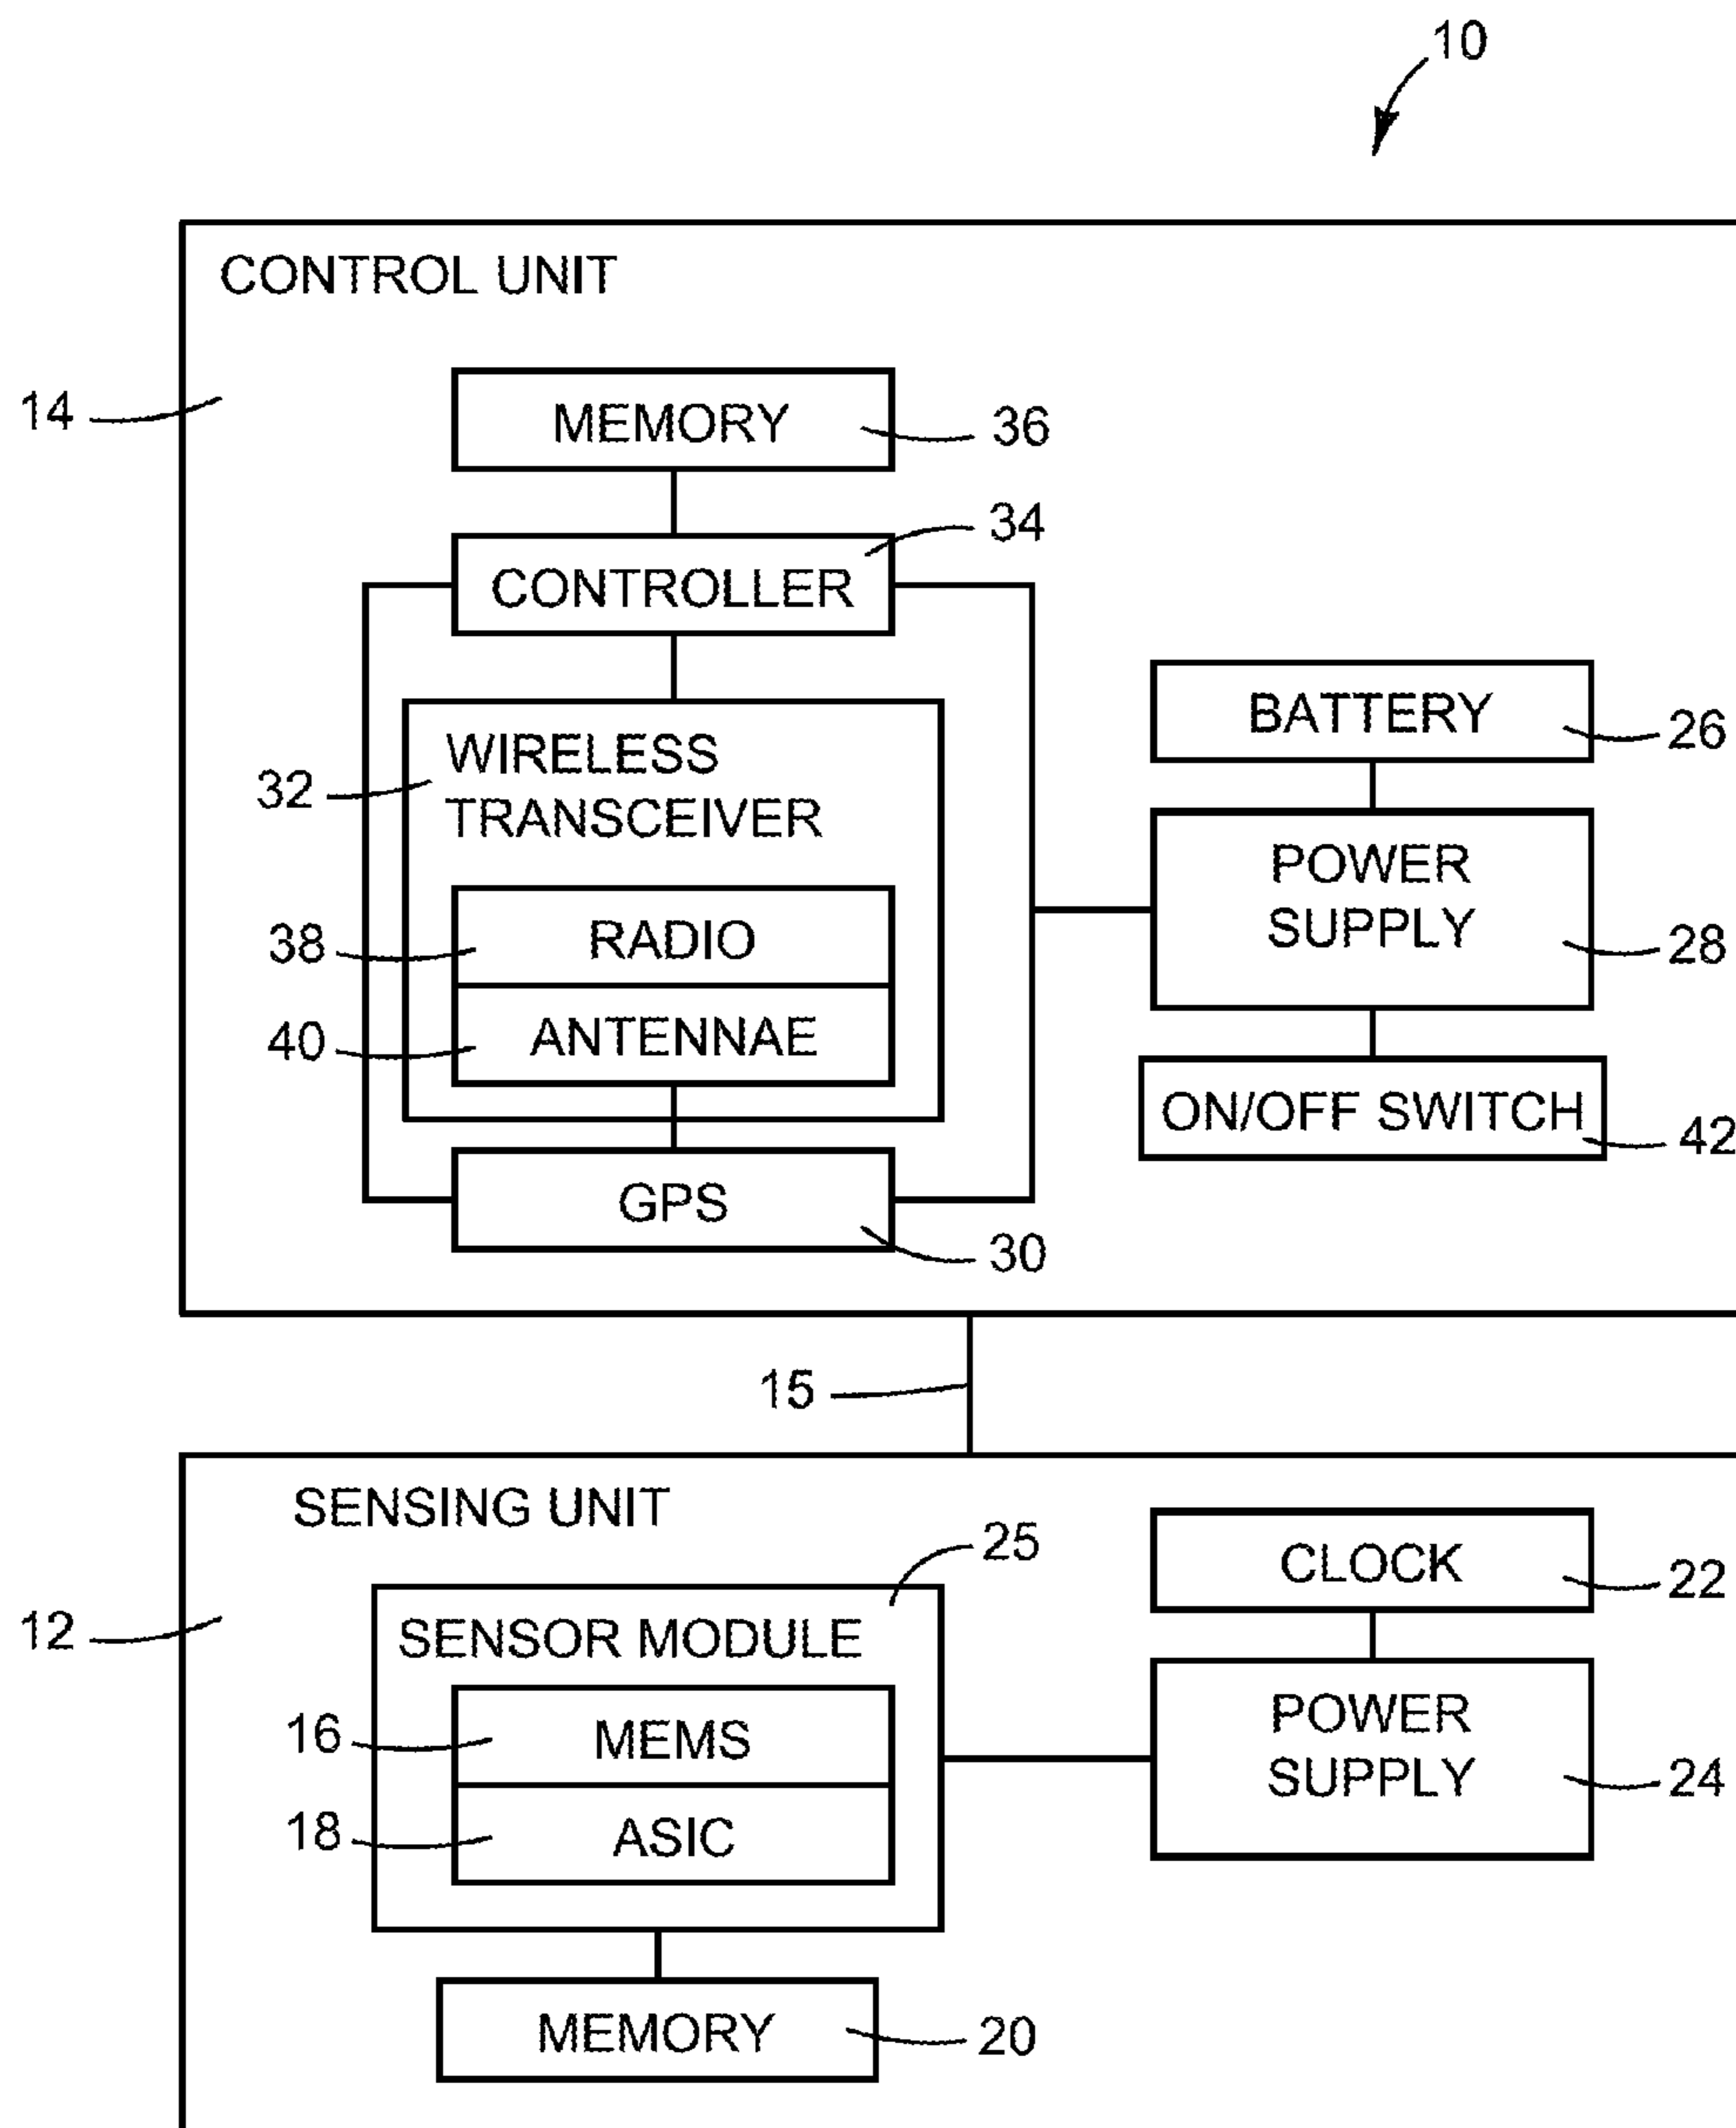 10
CONTROL UNIT
14
MEMORY
36
34
CONTROLLER
BATTERY
26
WIRELESS
TRANSCEIVER
32
POWER
SUPPLY
28
RADIO
38
ANTENNAE
40
ON/OFF SWITCH
42
GPS
30
15
SENSING UNIT
25
CLOCK
22
12
SENSOR MODULE
16
MEMS
POWER
SUPPLY
24
18
ASIC
MEMORY
20